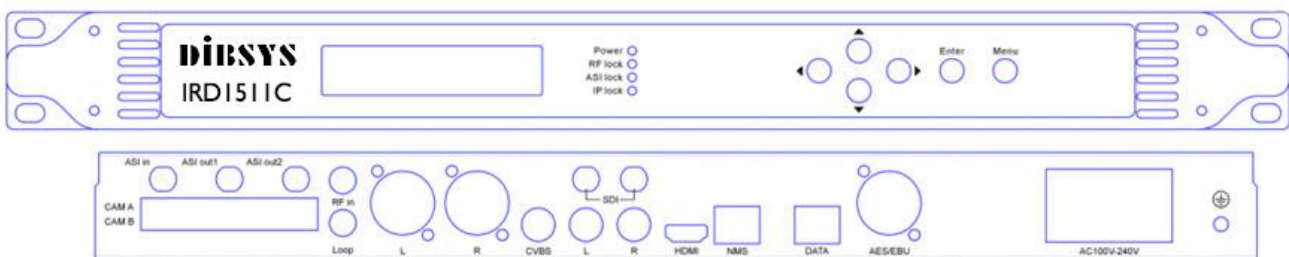 DiBSYS
IRD1511C
Power
RF lock
ASI lock
IP lock
Enter
Menu
ASI in
ASI out1
ASI out2
CAM A
CAM B
RF in
Loop
L
R
CVBS
SDI
L
R
HDMI
NMS
DATA
AES/EBU
AC100V-240V